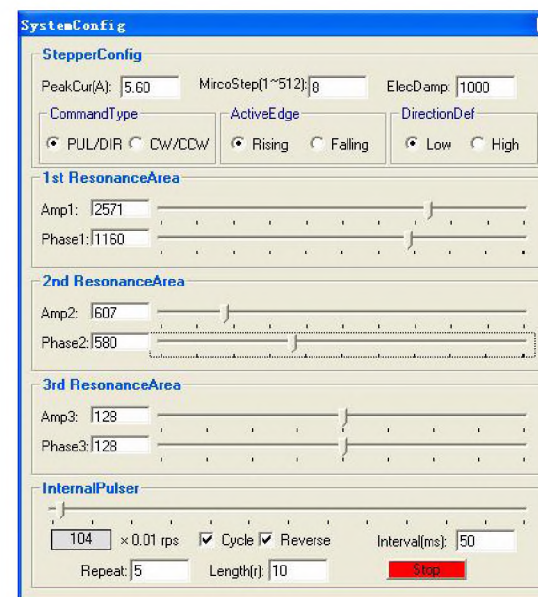 SystemConfig
StepperConfig
PeakCur(A): 5.60 MircoStep(1~512): 8 ElecDamp: 1000
CommandType ActiveEdge DirectionDef
PUL/DIR CW/CCW Rising Falling Low High
1st ResonanceArea
Amp1: 2571
Phase1: 1160
2nd ResonanceArea
Amp2: 607
Phase2: 580
3rd ResonanceArea
Amp3: 128
Phase3: 128
InternalPulser
104 × 0.01 rps Cycle Reverse Interval(ms): 50
Repeat: 5 Length(r): 10 Stop